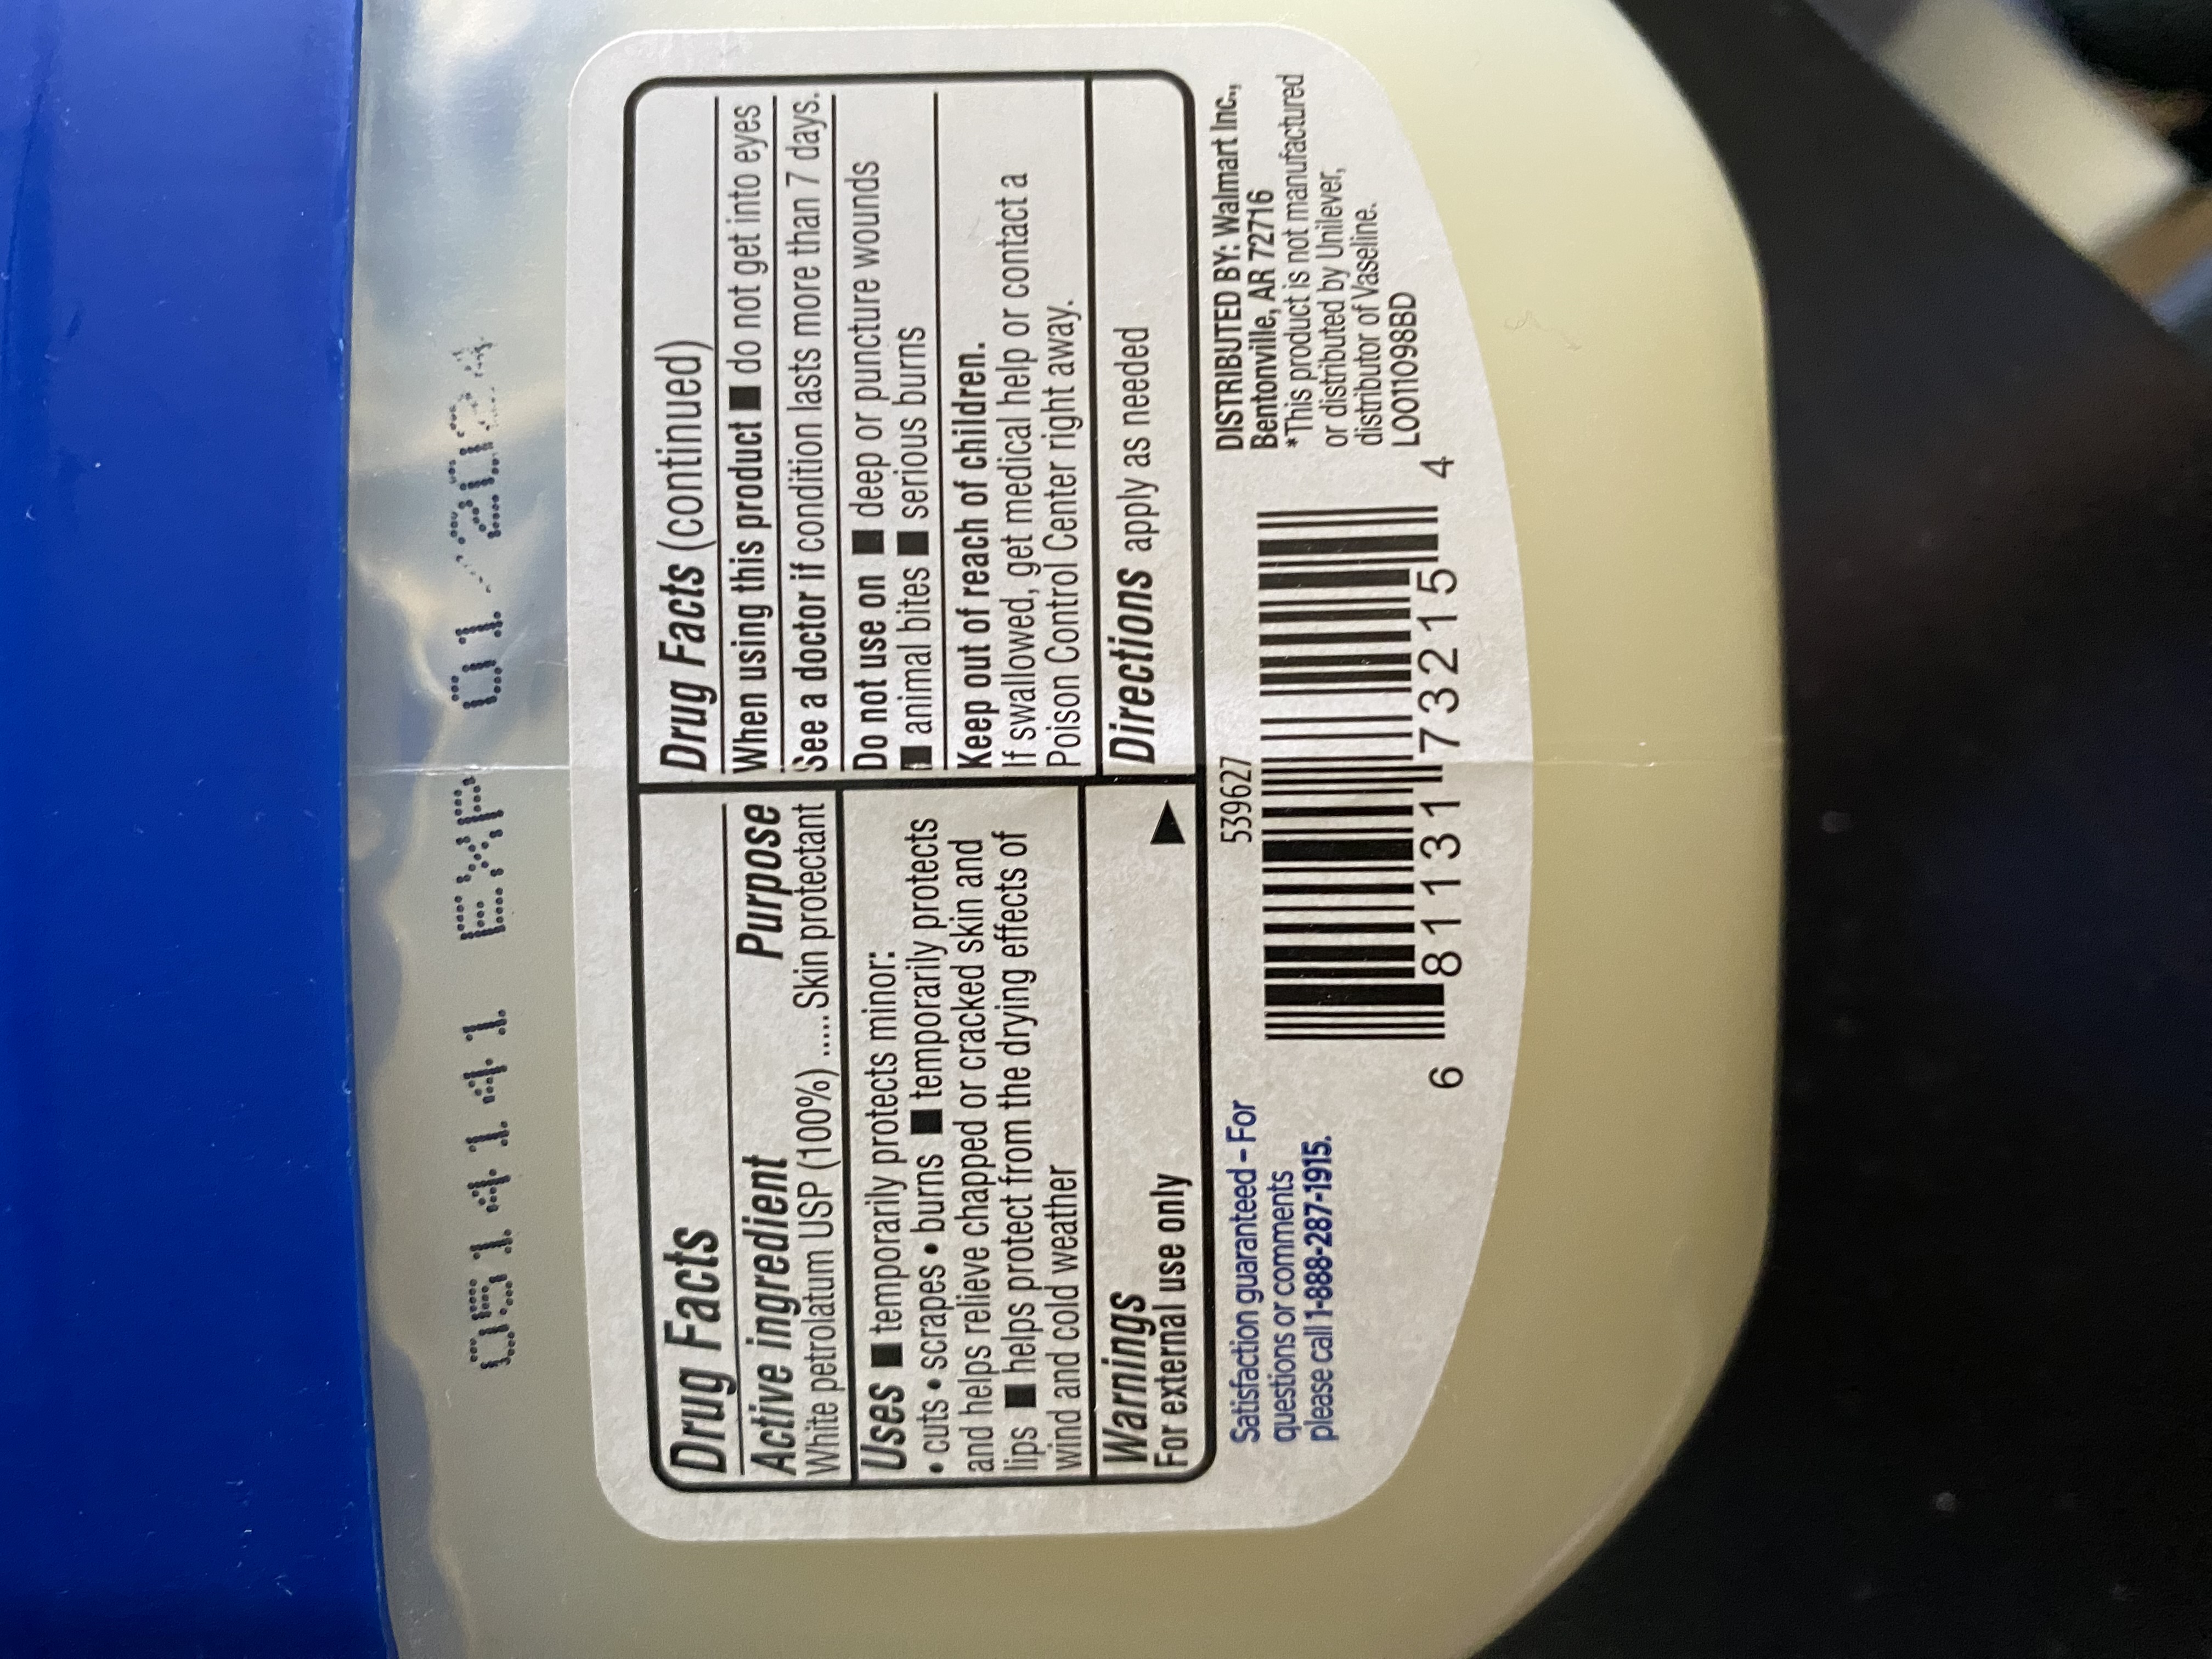 0514141 EXP 01/2024
Drug Facts
Active ingredient Purpose
White petrolatum USP (100%) ..... Skin protectant
Uses ■ temporarily protects minor:
• cuts • scrapes • burns ■ temporarily protects
and helps relieve chapped or cracked skin and
lips ■ helps protect from the drying effects of
wind and cold weather
Warnings
For external use only ▶
Drug Facts (continued)
When using this product ■ do not get into eyes
See a doctor if condition lasts more than 7 days.
Do not use on ■ deep or puncture wounds
■ animal bites ■ serious burns
Keep out of reach of children.
If swallowed, get medical help or contact a
Poison Control Center right away.
Directions apply as needed
Satisfaction guaranteed – For
questions or comments
please call 1-888-287-1915.
539627
6 81131 73215 4
DISTRIBUTED BY: Walmart Inc.,
Bentonville, AR 72716
*This product is not manufactured
or distributed by Unilever,
distributor of Vaseline.
LO011098BD